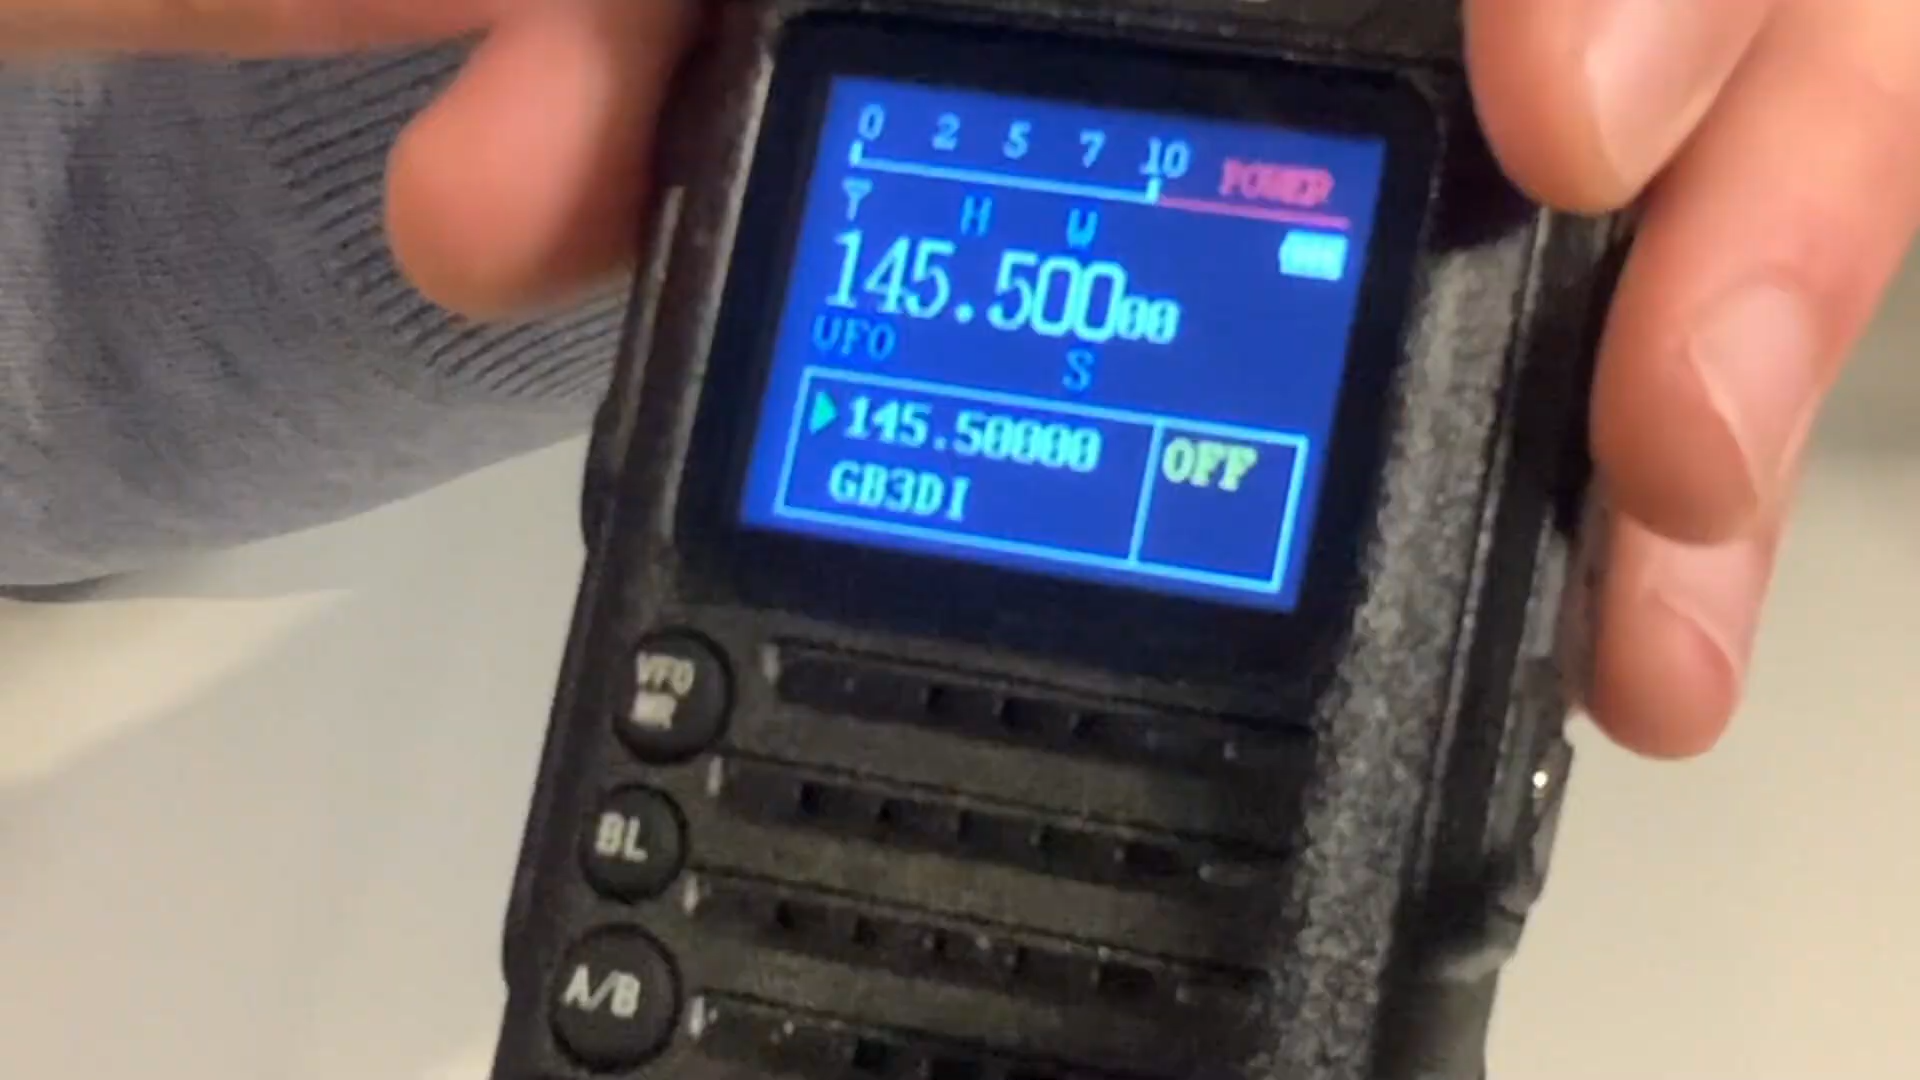 0 2 5 7 10 POWER
H W
145.50000
VFO S
145.50000 OFF
GB3DI
VFO
MR
BL
A/B